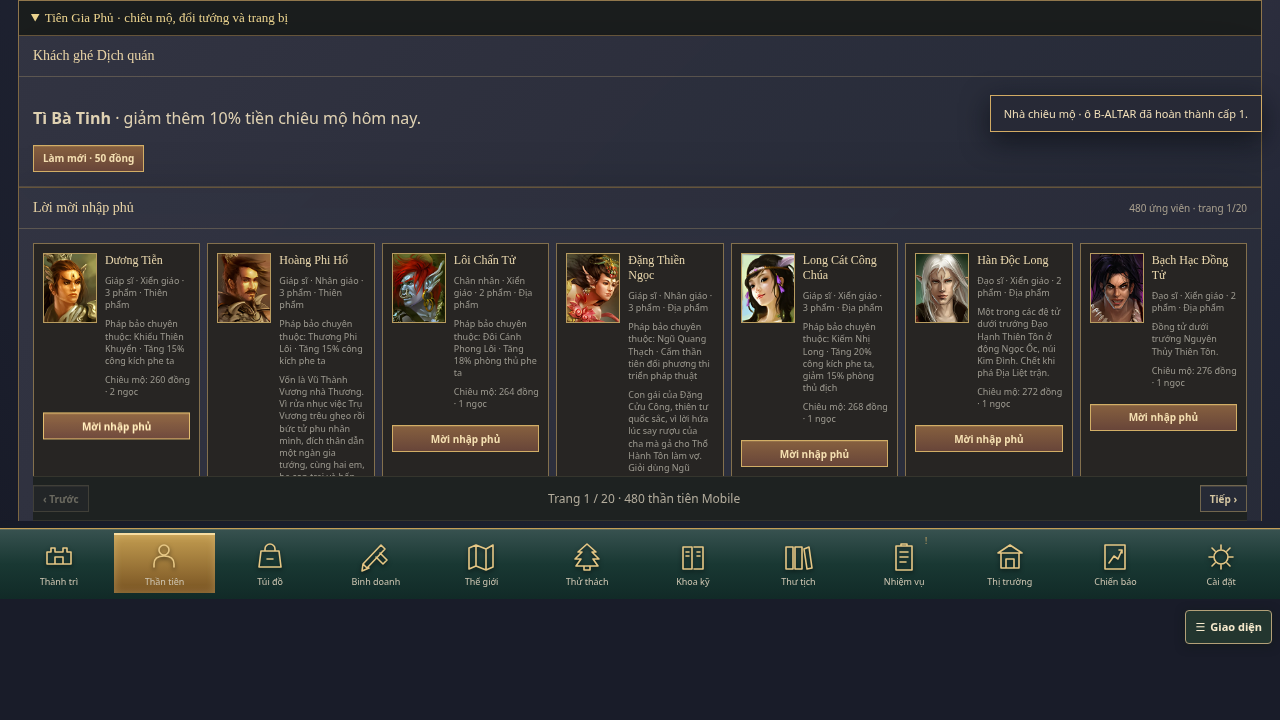 ▼ Tiên Gia Phủ · chiêu mộ, đổi tướng và trang bị
Khách ghé Dịch quán
Tì Bà Tinh · giảm thêm 10% tiền chiêu mộ hôm nay.
Nhà chiêu mộ · ô B-ALTAR đã hoàn thành cấp 1.
Làm mới · 50 đồng
Lời mời nhập phủ
480 ứng viên · trang 1/20
Dương Tiễn
Giáp sĩ · Xiển giáo ·
3 phẩm · Thiên
phẩm
Pháp bảo chuyên
thuộc: Khiếu Thiên
Khuyển · Tăng 15%
công kích phe ta
Chiêu mộ: 260 đồng
· 2 ngọc
Mời nhập phủ
Hoàng Phi Hổ
Giáp sĩ · Nhân giáo ·
3 phẩm · Thiên
phẩm
Pháp bảo chuyên
thuộc: Thương Phi
Lôi · Tăng 15% công
kích phe ta
Vốn là Vũ Thành
Vương nhà Thương.
Vì rửa nhục việc Trụ
Vương trêu ghẹo rồi
bức tử phu nhân
mình, đích thân dẫn
một ngàn gia
tướng, cùng hai em,
Lôi Chấn Tử
Chân nhân · Xiển
giáo · 2 phẩm · Địa
phẩm
Pháp bảo chuyên
thuộc: Đôi Cánh
Phong Lôi · Tăng
18% phòng thủ phe
ta
Chiêu mộ: 264 đồng
· 1 ngọc
Mời nhập phủ
Đặng Thiền
Ngọc
Giáp sĩ · Nhân giáo ·
3 phẩm · Địa phẩm
Pháp bảo chuyên
thuộc: Ngũ Quang
Thạch · Cấm thần
tiên đối phương thi
triển pháp thuật
Con gái của Đặng
Cửu Công, thiên tư
quốc sắc, vì lời hứa
lúc say rượu của
cha mà gả cho Thổ
Hành Tôn làm vợ.
Giỏi dùng Ngũ
Long Cát Công
Chúa
Giáp sĩ · Xiển giáo ·
3 phẩm · Địa phẩm
Pháp bảo chuyên
thuộc: Kiếm Nhị
Long · Tăng 20%
công kích phe ta,
giảm 15% phòng
thủ địch
Chiêu mộ: 268 đồng
· 1 ngọc
Mời nhập phủ
Hàn Độc Long
Đạo sĩ · Xiển giáo · 2
phẩm · Địa phẩm
Một trong các đệ tử
dưới trướng Đạo
Hạnh Thiên Tôn ở
động Ngọc Ốc, núi
Kim Đình. Chết khi
phá Địa Liệt trận.
Chiêu mộ: 272 đồng
· 1 ngọc
Mời nhập phủ
Bạch Hạc Đồng
Tử
Đạo sĩ · Xiển giáo · 2
phẩm · Địa phẩm
Đồng tử dưới
trướng Nguyên
Thủy Thiên Tôn.
Chiêu mộ: 276 đồng
· 1 ngọc
Mời nhập phủ
‹ Trước
Trang 1 / 20 · 480 thần tiên Mobile
Tiếp ›
Thành trì
Thần tiên
Túi đồ
Binh doanh
Thế giới
Thử thách
Khoa kỹ
Thư tịch
Nhiệm vụ
!
Thị trường
Chiến báo
Cài đặt
☰ Giao diện